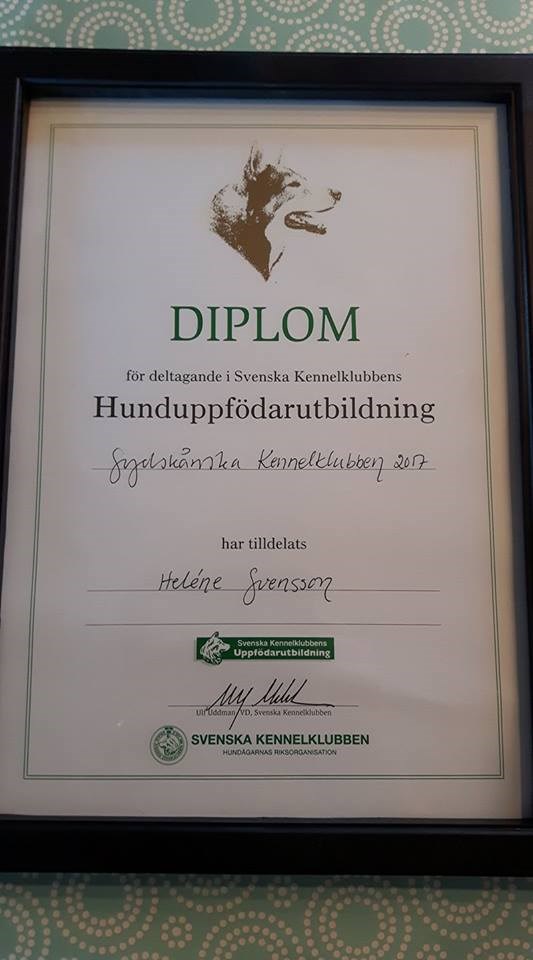 DIPLOM
för deltagande i Svenska Kennelklubbens
Hunduppfödarutbildning
Sydskånska Kennelklubben 2017
har tilldelats
Heléne Svensson
Svenska Kennelklubbens
Uppfödarutbildning
Ulf Uddman, VD, Svenska Kennelklubben
SVENSKA KENNELKLUBBEN
HUNDÄGARNAS RIKSORGANISATION